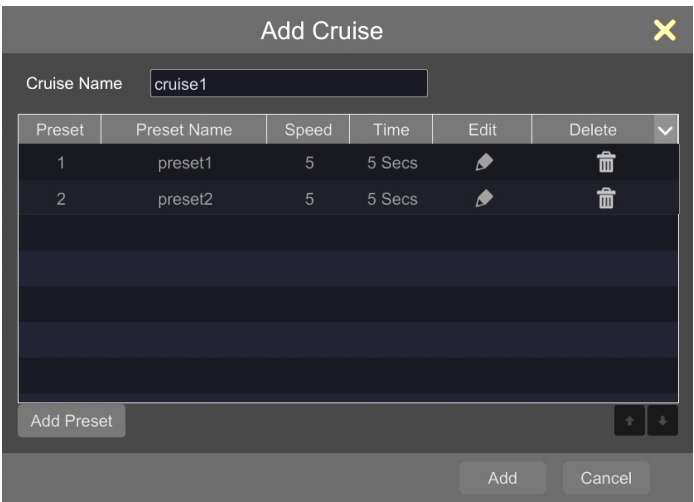 Add Cruise
Cruise Name cruise1
Preset Preset Name Speed Time Edit Delete
1 preset1 5 5 Secs
2 preset2 5 5 Secs
Add Preset
Add Cancel